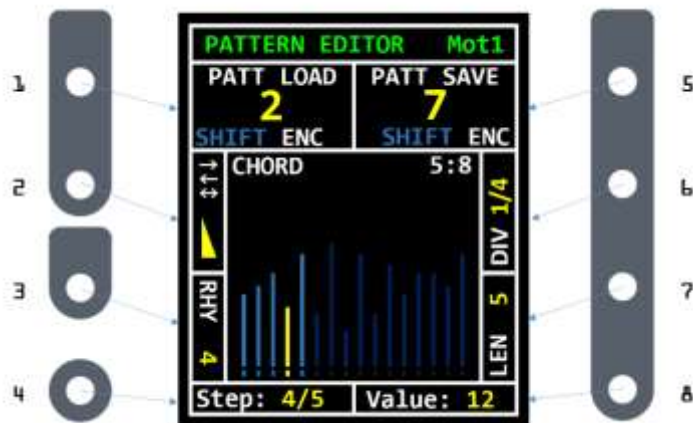 PATTERN EDITOR Mot1
PATT LOAD PATT SAVE
2 7
SHIFT ENC SHIFT ENC
CHORD 5:8
DIV 1/4
RHY 4
LEN 5
Step: 4/5 Value: 12
1
2
3
4
5
6
7
8